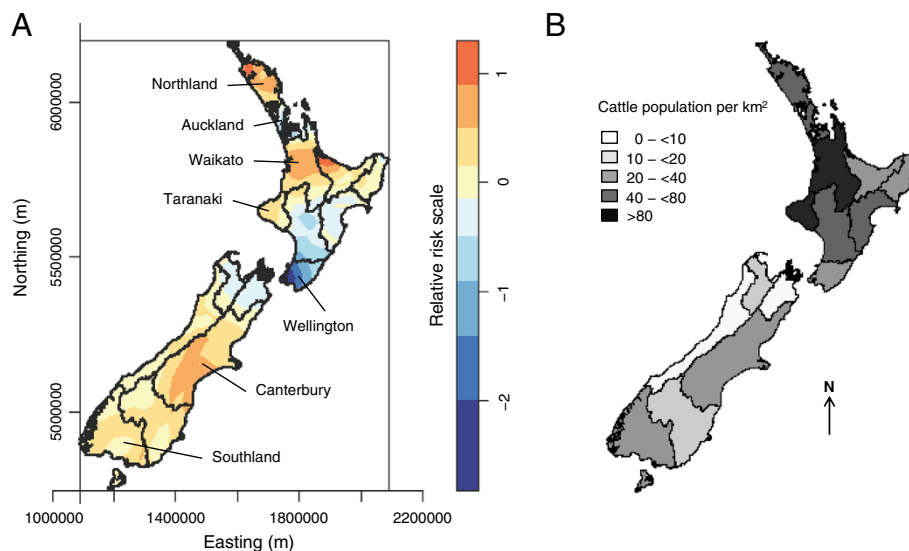 A
Northing (m)
6000000
5500000
5000000
Northland
Auckland
Waikato
Taranaki
Wellington
Canterbury
Southland
1000000 1400000 1800000 2200000
Easting (m)
Relative risk scale
1
0
−1
−2
B
Cattle population per km²
0 – <10
10 – <20
20 – <40
40 – <80
>80
N